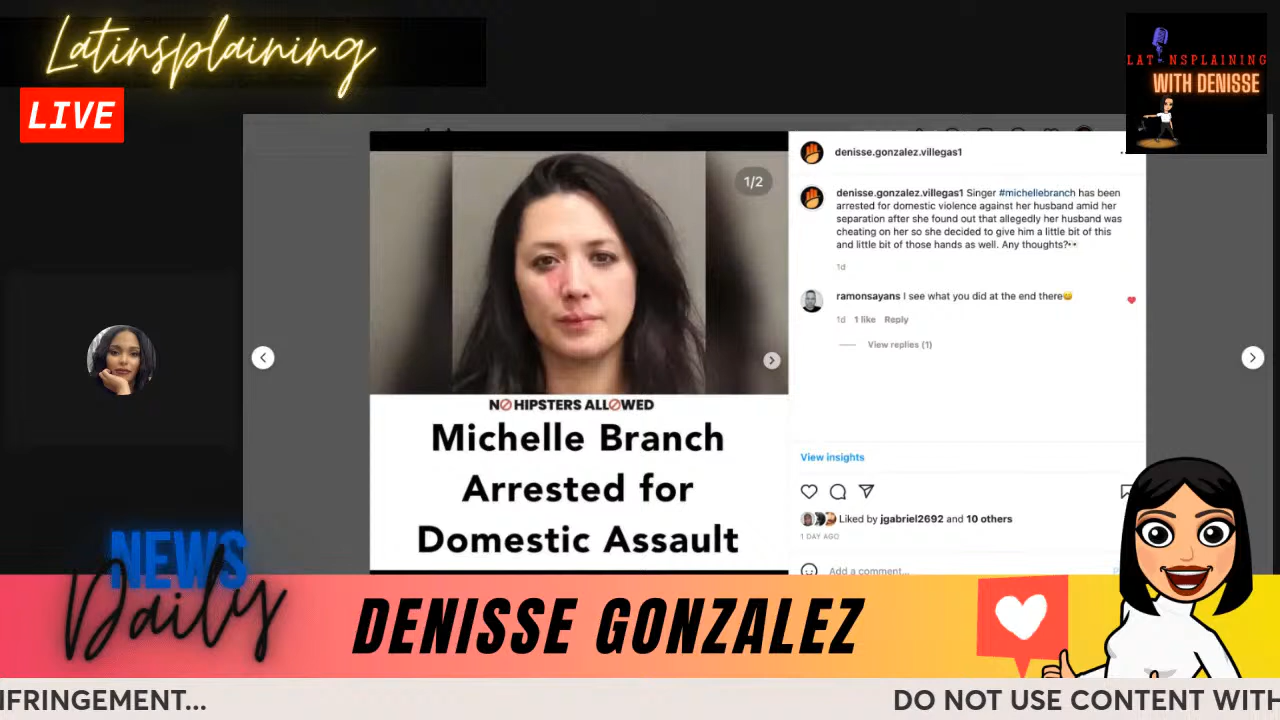 Latinsplaining
LIVE
LATINSPLAINING
WITH DENISSE
1/2
denisse.gonzalez.villegas1
denisse.gonzalez.villegas1 Singer #michellebranch has been
arrested for domestic violence against her husband amid her
separation after she found out that allegedly her husband was
cheating on her so she decided to give him a little bit of this
and little bit of those hands as well. Any thoughts?👀
1d
ramonsayans I see what you did at the end there😄
1d 1 like Reply
View replies (1)
NO HIPSTERS ALLOWED
Michelle Branch
Arrested for
Domestic Assault
View insights
Liked by jgabriel2692 and 10 others
1 DAY AGO
Add a comment...
NEWS
Daily
DENISSE GONZALEZ
NFRINGEMENT... DO NOT USE CONTENT WITH